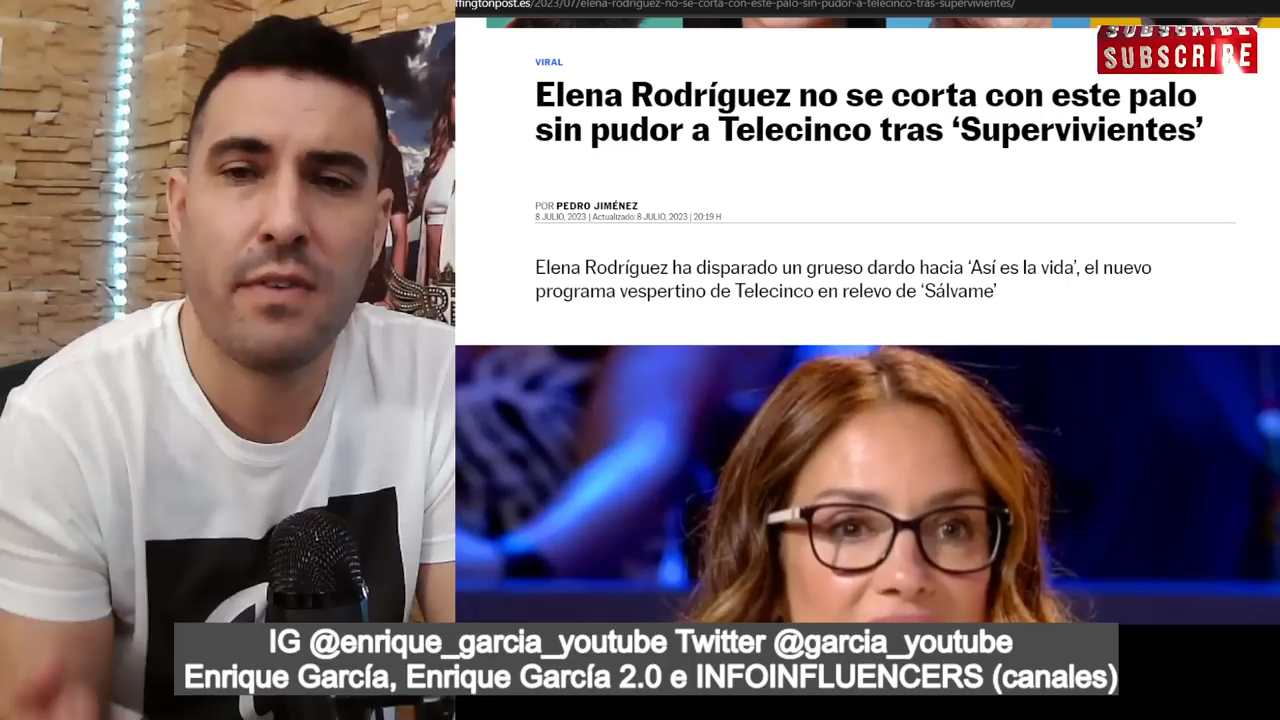 ffingtonpost.es/2023/07/elena-rodriguez-no-se-corta-con-este-palo-sin-pudor-a-telecinco-tras-supervivientes/
SUBSCRIBE
SUBSCRIBE
VIRAL
Elena Rodríguez no se corta con este palo
sin pudor a Telecinco tras ‘Supervivientes’
POR PEDRO JIMÉNEZ
8 JULIO, 2023 | Actualizado: 8 JULIO, 2023 | 20:19 H
Elena Rodríguez ha disparado un grueso dardo hacia ‘Así es la vida’, el nuevo
programa vespertino de Telecinco en relevo de ‘Sálvame’
IG @enrique_garcia_youtube Twitter @garcia_youtube
Enrique García, Enrique García 2.0 e INFOINFLUENCERS (canales)